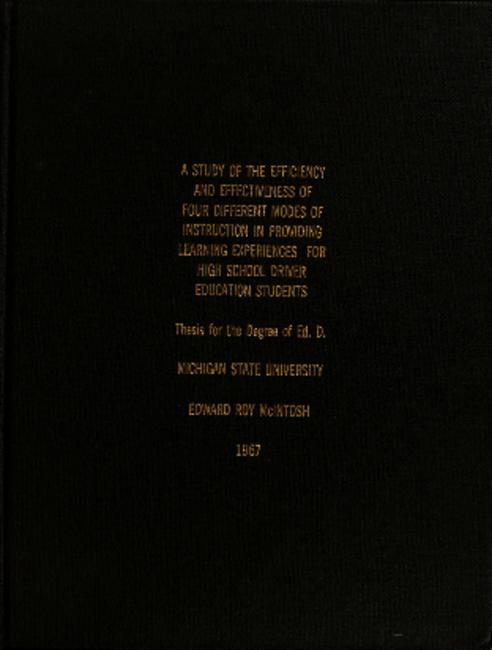 A STUDY OF THE EFFICIENCY
AND EFFECTIVENESS OF
FOUR DIFFERENT MODES OF
INSTRUCTION IN PROVIDING
LEARNING EXPERIENCES FOR
HIGH SCHOOL DRIVER
EDUCATION STUDENTS
Thesis for the Degree of Ed. D.
MICHIGAN STATE UNIVERSITY
EDWARD ROY McINTOSH
1967